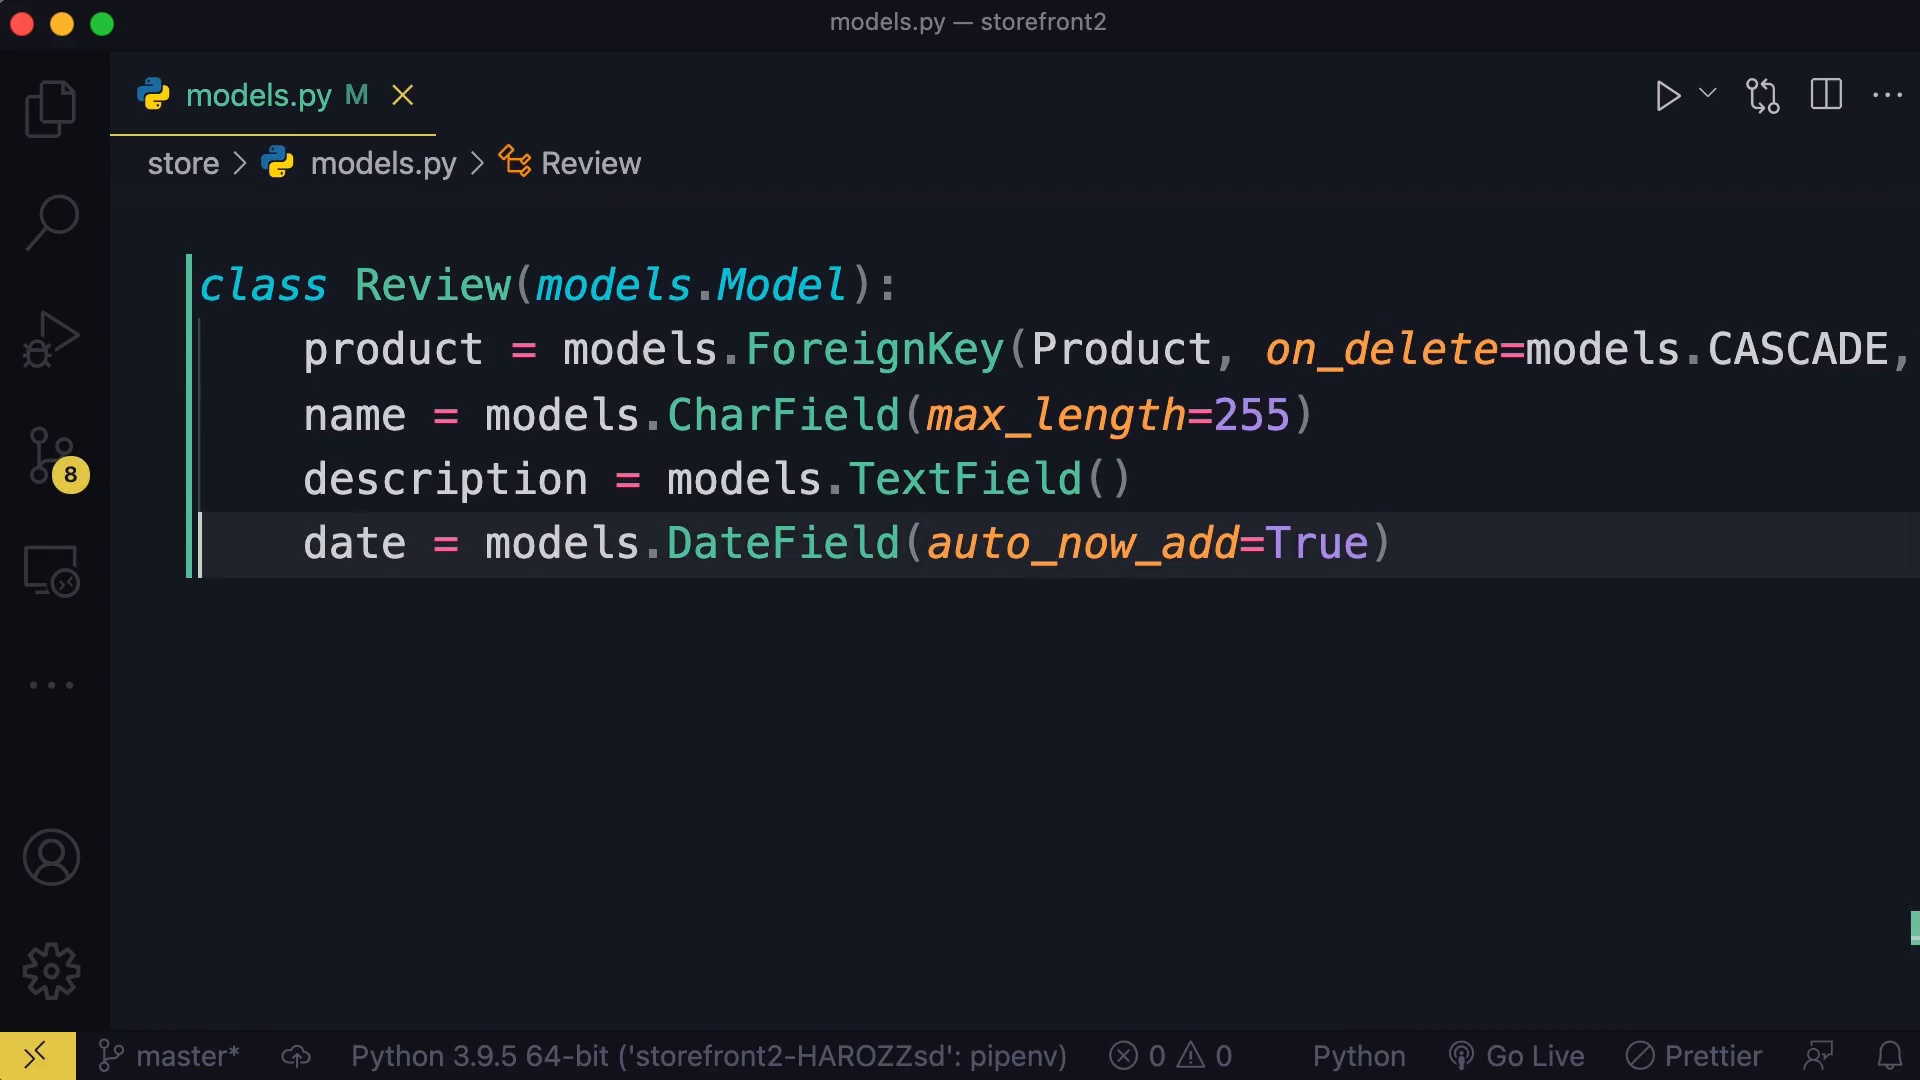 models.py — storefront2
models.py M
store > models.py > Review
class Review(models.Model):
    product = models.ForeignKey(Product, on_delete=models.CASCADE,
    name = models.CharField(max_length=255)
    description = models.TextField()
    date = models.DateField(auto_now_add=True)
8
master* Python 3.9.5 64-bit ('storefront2-HAROZZsd': pipenv) 0 0 Python Go Live Prettier